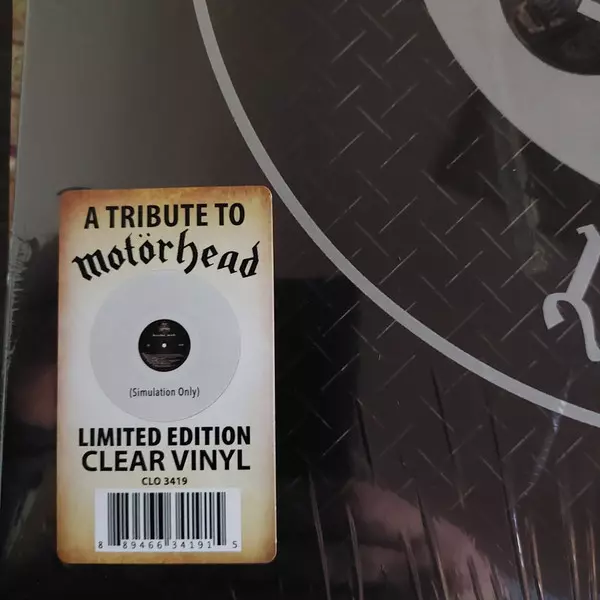 A TRIBUTE TO
motörhead
(Simulation Only)
LIMITED EDITION
CLEAR VINYL
CLO 3419
8 89466 34191 5